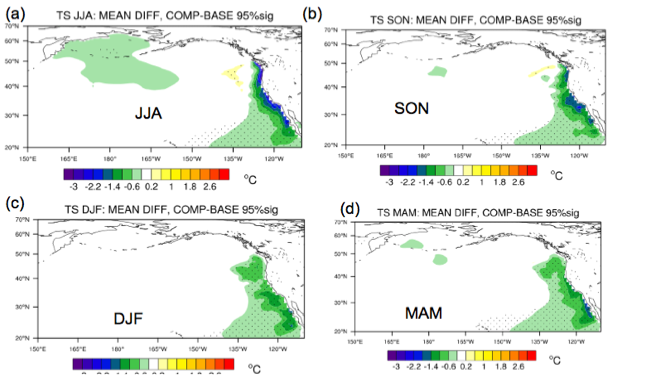 (a)
TS JJA: MEAN DIFF, COMP-BASE 95%sig
70°N
60°N
50°N
40°N
30°N
20°N
JJA
150°E 165°E 180° 165°W 150°W 135°W 120°W
-3 -2.2 -1.4 -0.6 0.2 1 1.8 2.6
°C
(b)
TS SON: MEAN DIFF, COMP-BASE 95%sig
70°N
60°N
50°N
40°N
30°N
20°N
SON
150°E 165°E 180° 165°W 150°W 135°W 120°W
-3 -2.2 -1.4 -0.6 0.2 1 1.8 2.6
°C
(c)
TS DJF: MEAN DIFF, COMP-BASE 95%sig
70°N
60°N
50°N
40°N
30°N
20°N
DJF
150°E 165°E 180° 165°W 150°W 135°W 120°W
°C
(d)
TS MAM: MEAN DIFF, COMP-BASE 95%sig
70°N
60°N
50°N
40°N
30°N
20°N
MAM
150°E 165°E 180° 165°W 150°W 135°W 120°W
-3 -2.2 -1.4 -0.6 0.2 1 1.8 2.6
°C